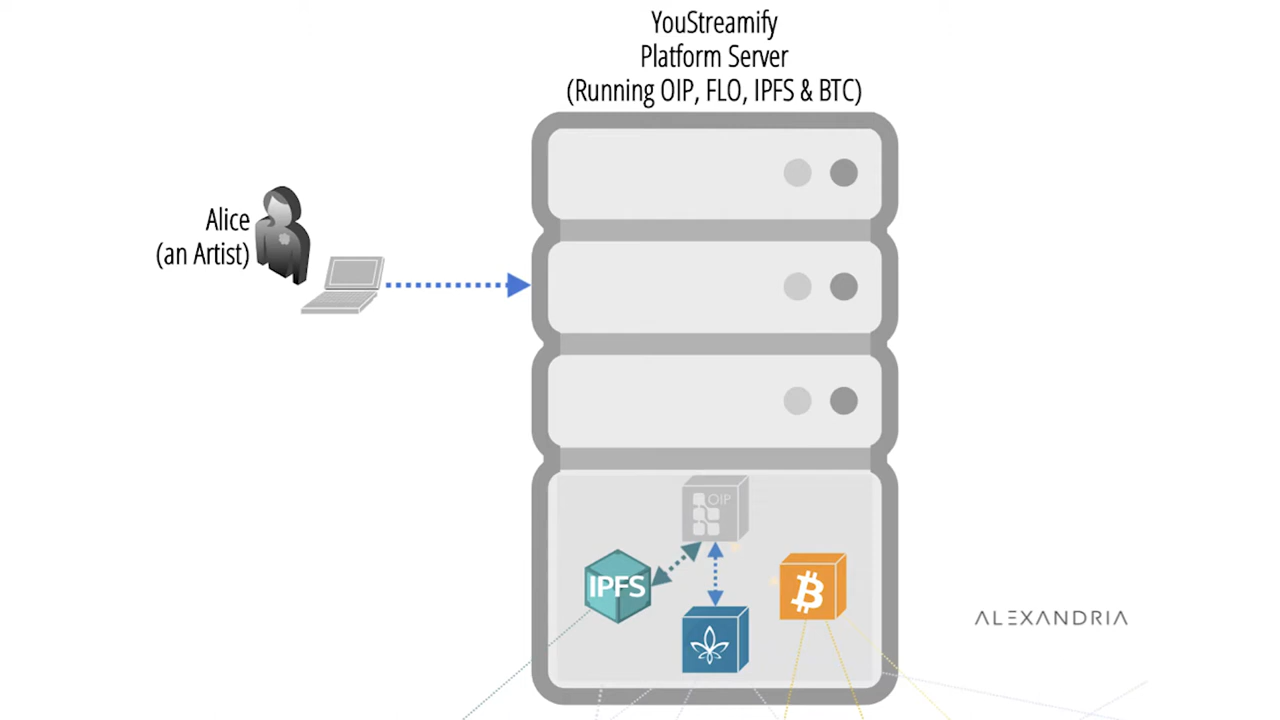 YouStreamify
Platform Server
(Running OIP, FLO, IPFS & BTC)
Alice
(an Artist)
OIP
IPFS
ALEXANDRIA